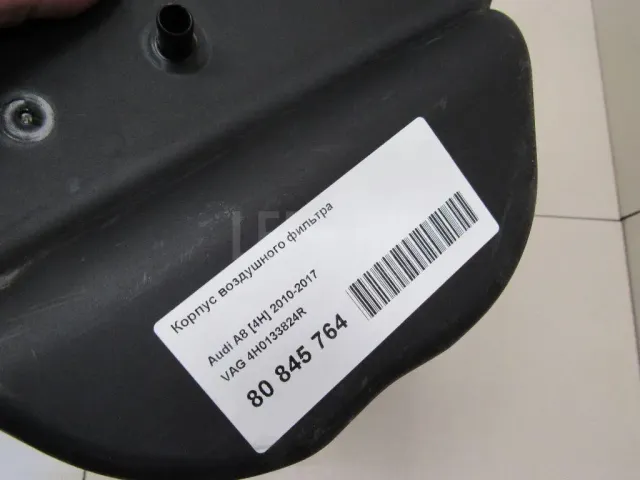 Корпус воздушного фильтра
Audi A8 [4H] 2010-2017
VAG 4H0133824R
80 845 764